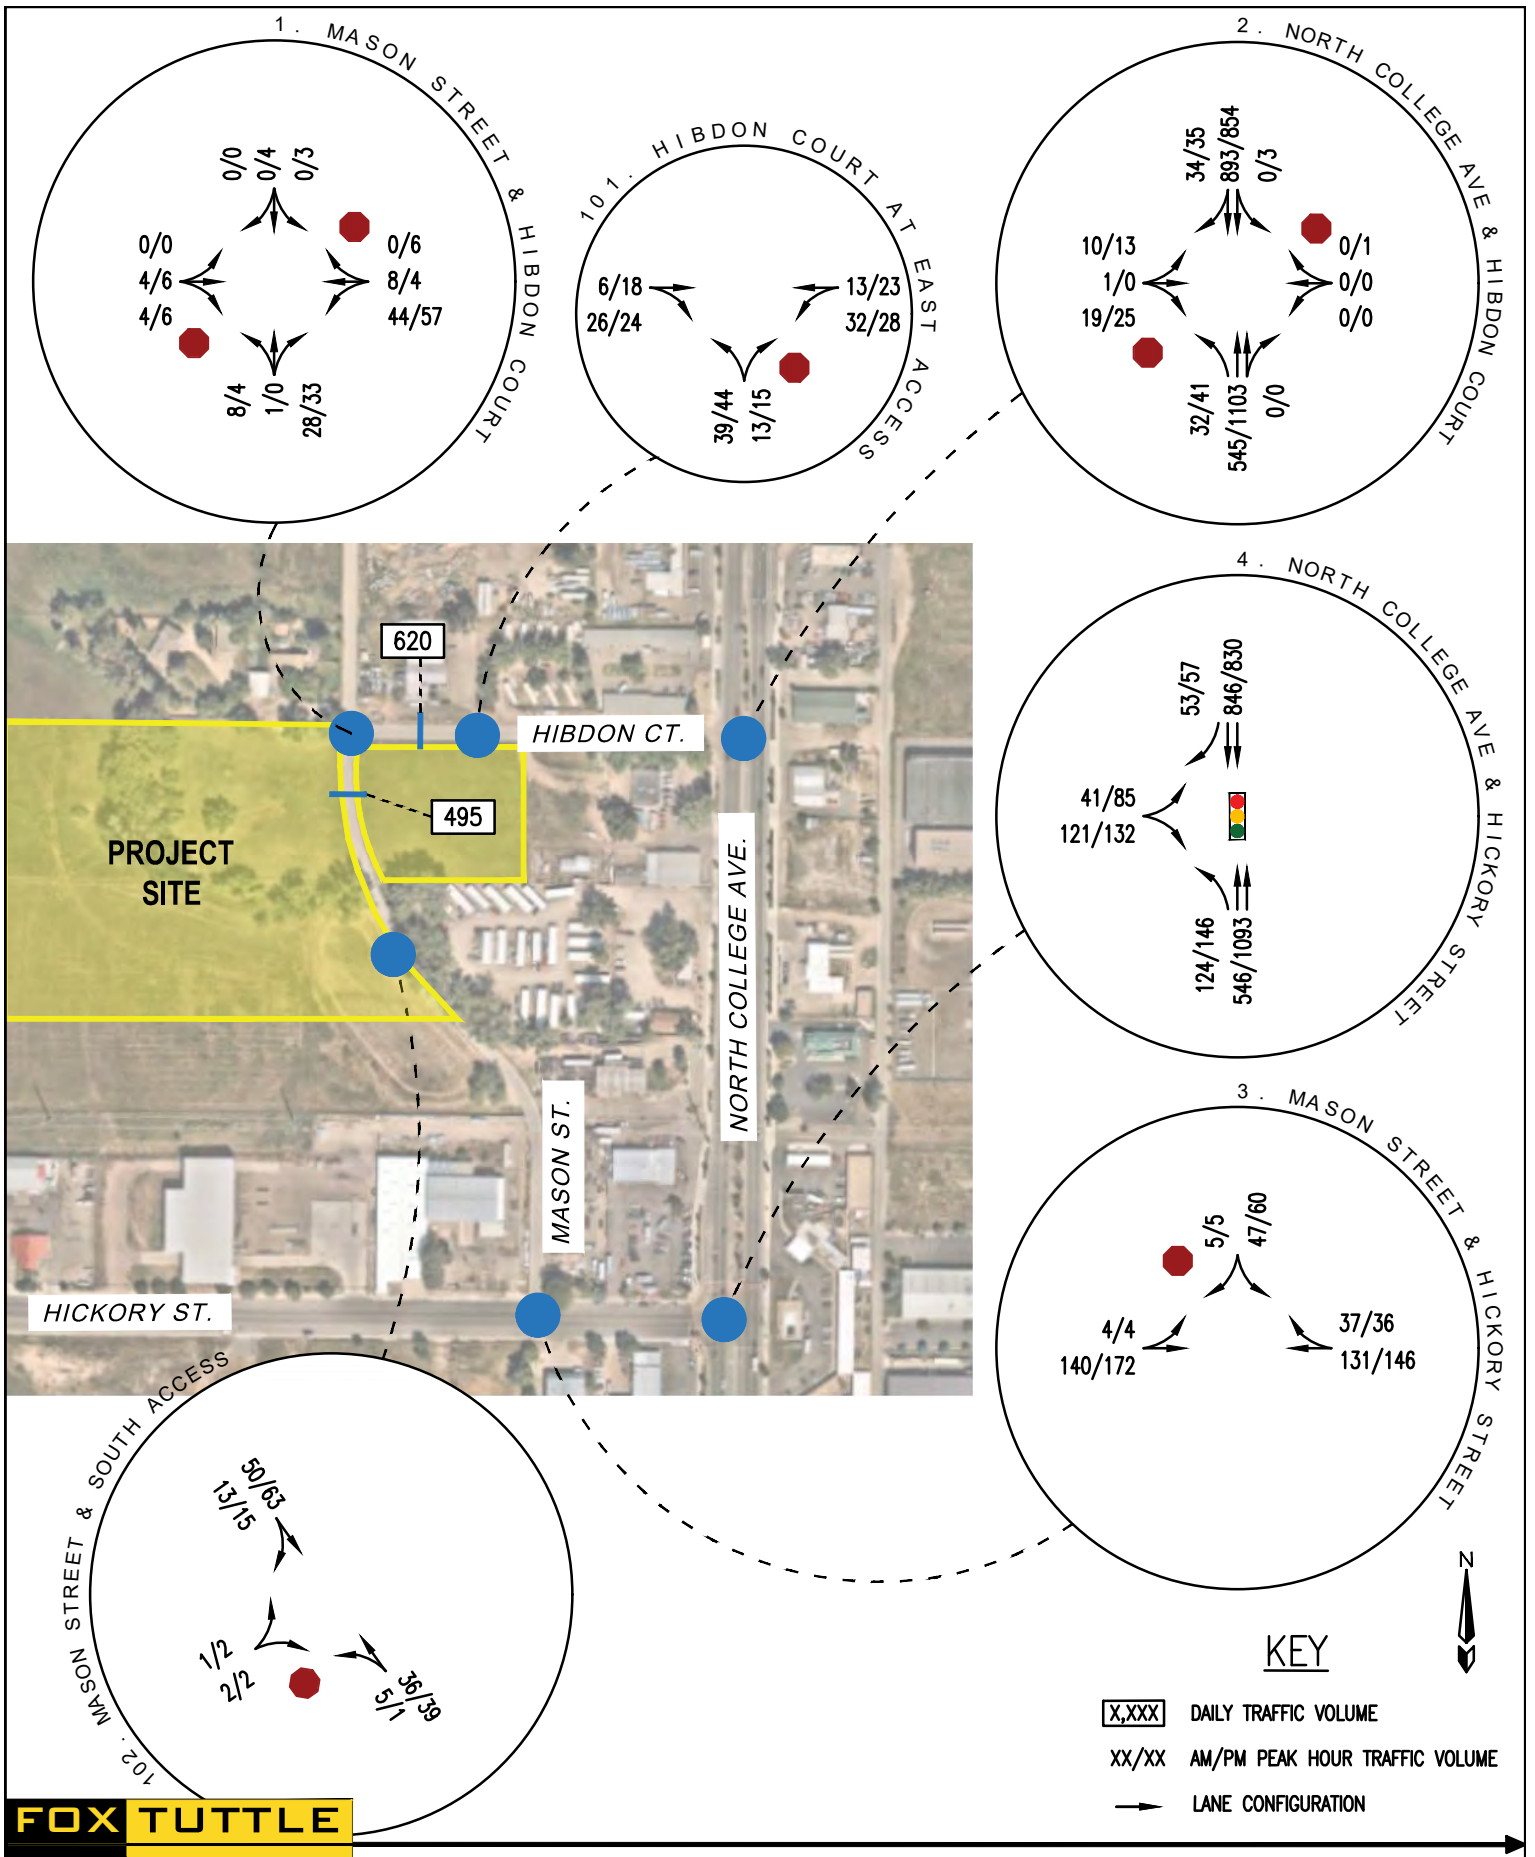 1. MASON STREET & HIBDON COURT
0/0
0/4
0/3
0/0
4/6
4/6
0/6
8/4
44/57
8/4
1/0
28/33
101. HIBDON COURT AT EAST ACCESS
6/18
26/24
13/23
32/28
39/44
13/15
2. NORTH COLLEGE AVE & HIBDON COURT
34/35
893/854
0/3
10/13
1/0
19/25
0/1
0/0
0/0
32/41
545/1103
0/0
620
HIBDON CT.
495
PROJECT
SITE
NORTH COLLEGE AVE.
MASON ST.
HICKORY ST.
4. NORTH COLLEGE AVE & HICKORY STREET
53/57
846/830
41/85
121/132
124/146
546/1093
3. MASON STREET & HICKORY STREET
5/5
47/60
4/4
140/172
37/36
131/146
102. MASON STREET & SOUTH ACCESS
50/63
13/15
1/2
2/2
36/39
5/1
N
KEY
X,XXX DAILY TRAFFIC VOLUME
XX/XX AM/PM PEAK HOUR TRAFFIC VOLUME
LANE CONFIGURATION
FOX TUTTLE